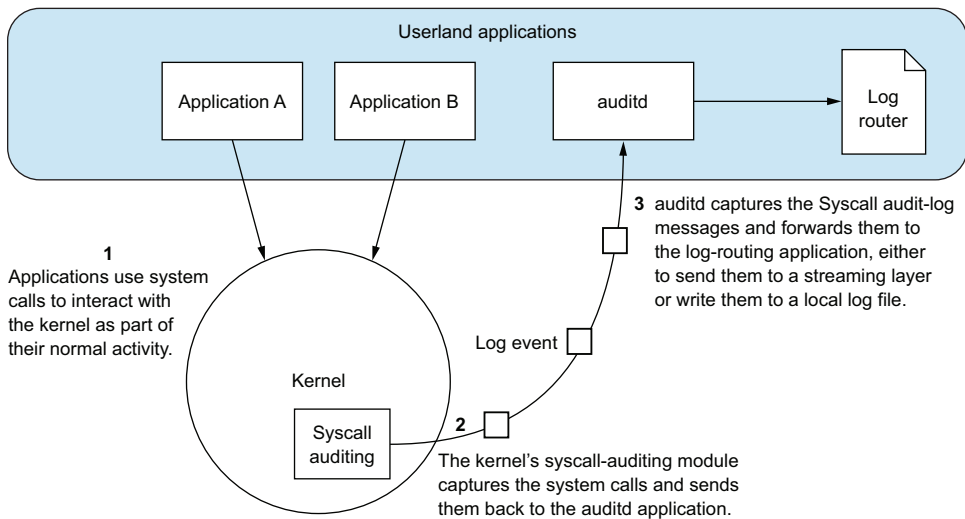 Userland applications
Application A
Application B
auditd
Log
router
1
Applications use system
calls to interact with
the kernel as part of
their normal activity.
3 auditd captures the Syscall audit-log
messages and forwards them to
the log-routing application, either
to send them to a streaming layer
or write them to a local log file.
Log event
Kernel
Syscall
auditing
2
The kernel’s syscall-auditing module
captures the system calls and sends
them back to the auditd application.